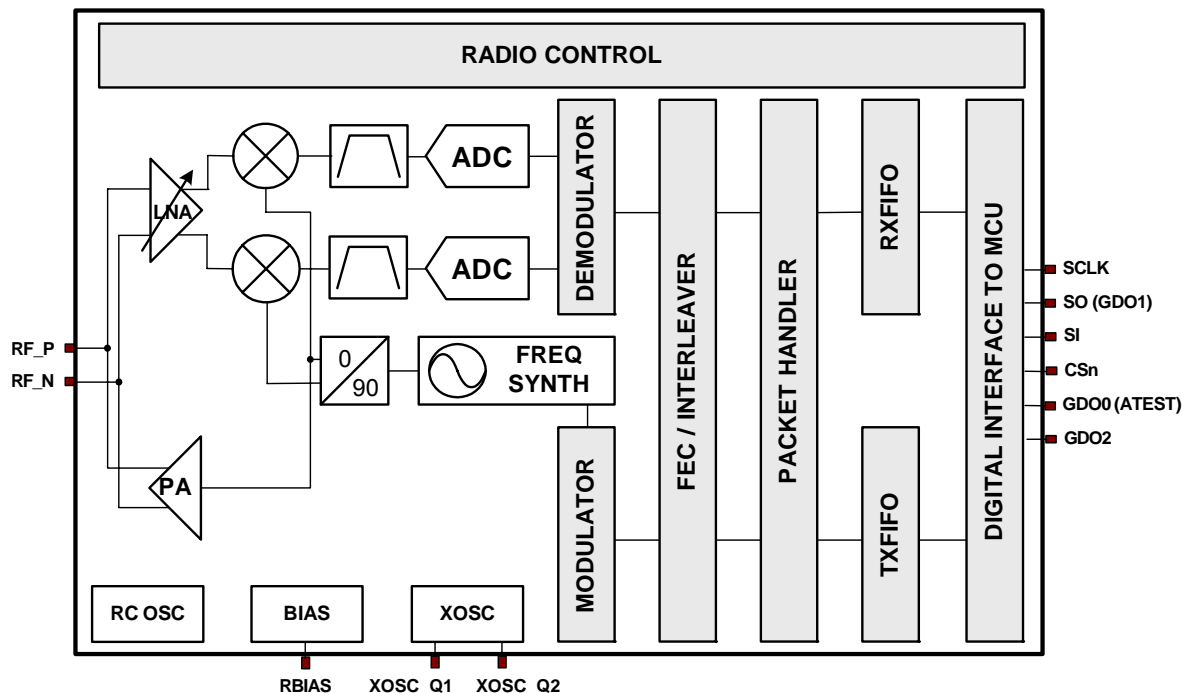 RADIO CONTROL
LNA
ADC
ADC
DEMODULATOR
FEC / INTERLEAVER
PACKET HANDLER
RXFIFO
DIGITAL INTERFACE TO MCU
SCLK
SO (GDO1)
SI
CSn
GDO0 (ATEST)
GDO2
RF_P
RF_N
0
90
FREQ
SYNTH
PA
MODULATOR
TXFIFO
RC OSC
BIAS
XOSC
RBIAS
XOSC_Q1
XOSC_Q2